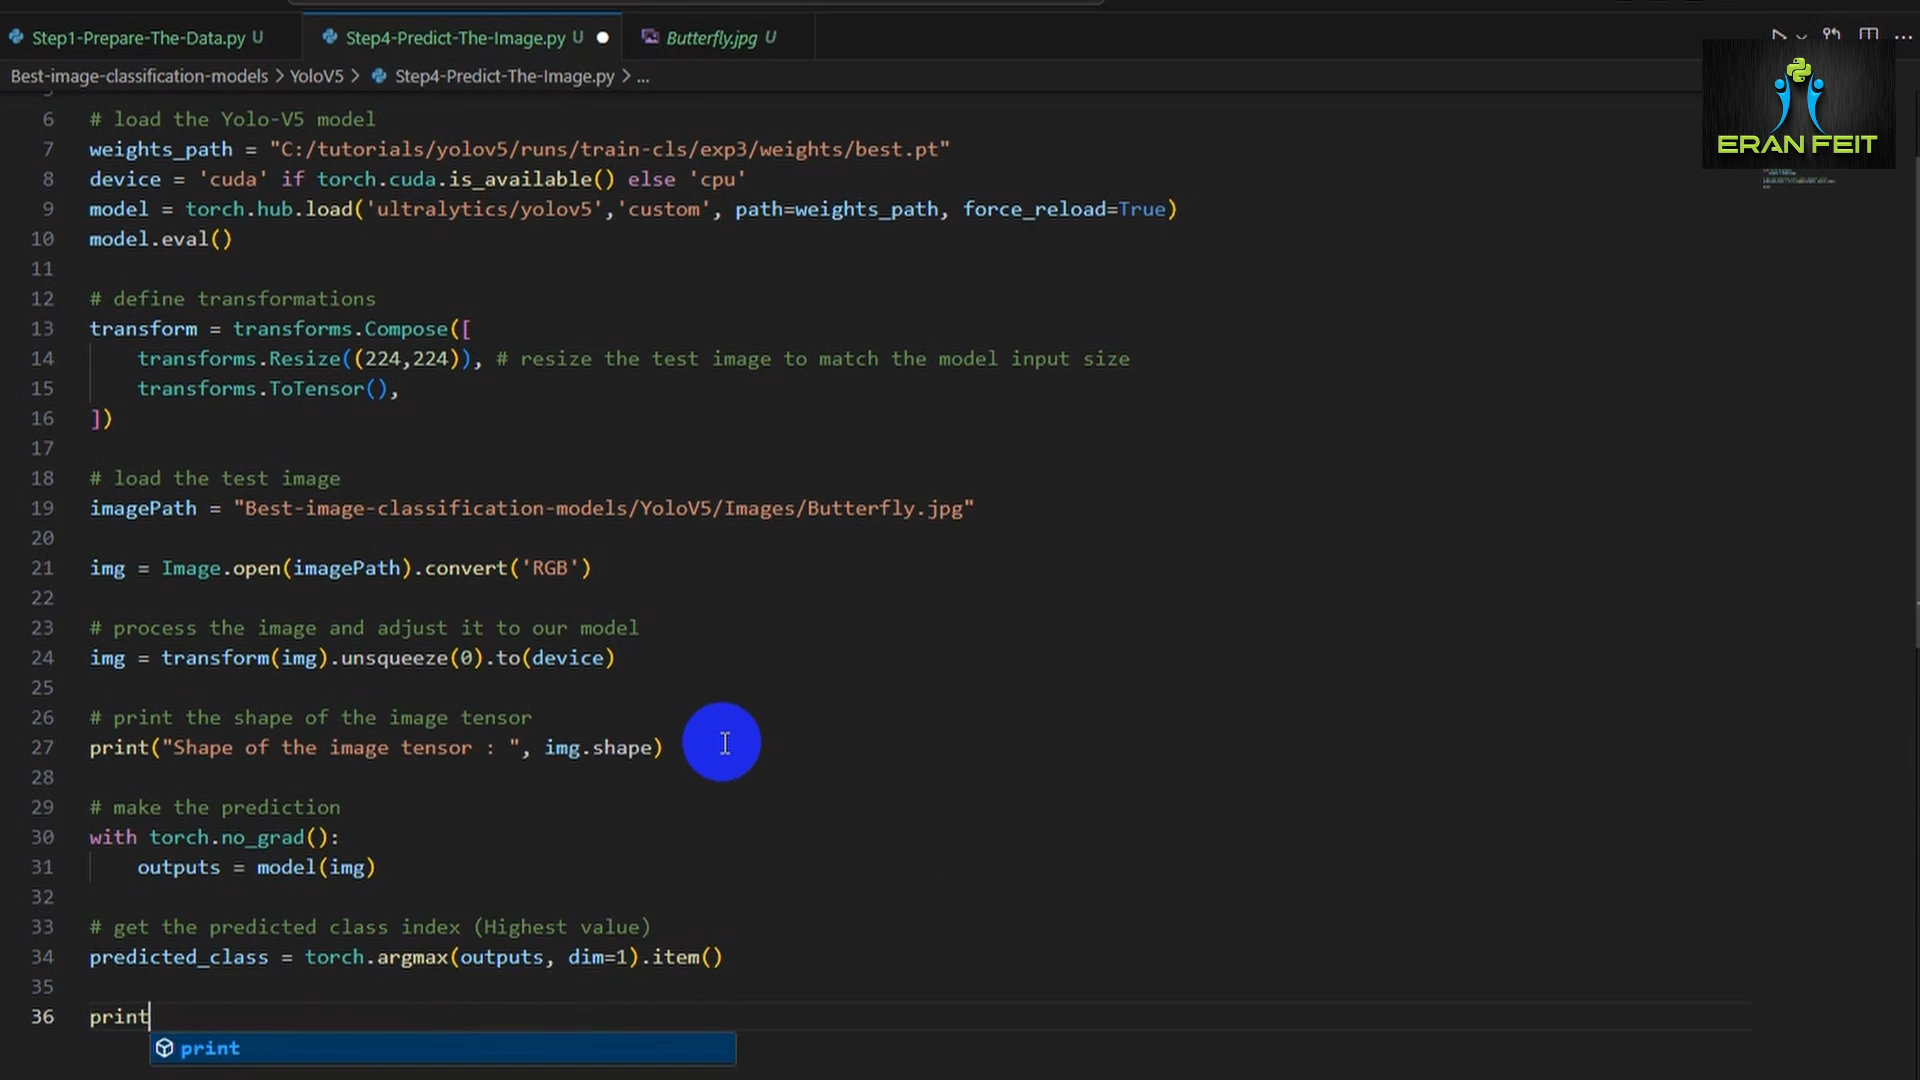 Step1-Prepare-The-Data.py U Step4-Predict-The-Image.py U Butterfly.jpg U
Best-image-classification-models > YoloV5 > Step4-Predict-The-Image.py > ...
ERAN FEIT
6 # load the Yolo-V5 model
7 weights_path = "C:/tutorials/yolov5/runs/train-cls/exp3/weights/best.pt"
8 device = 'cuda' if torch.cuda.is_available() else 'cpu'
9 model = torch.hub.load('ultralytics/yolov5','custom', path=weights_path, force_reload=True)
10 model.eval()
11
12 # define transformations
13 transform = transforms.Compose([
14 transforms.Resize((224,224)), # resize the test image to match the model input size
15 transforms.ToTensor(),
16 ])
17
18 # load the test image
19 imagePath = "Best-image-classification-models/YoloV5/Images/Butterfly.jpg"
20
21 img = Image.open(imagePath).convert('RGB')
22
23 # process the image and adjust it to our model
24 img = transform(img).unsqueeze(0).to(device)
25
26 # print the shape of the image tensor
27 print("Shape of the image tensor : ", img.shape)
28
29 # make the prediction
30 with torch.no_grad():
31 outputs = model(img)
32
33 # get the predicted class index (Highest value)
34 predicted_class = torch.argmax(outputs, dim=1).item()
35
36 print
print